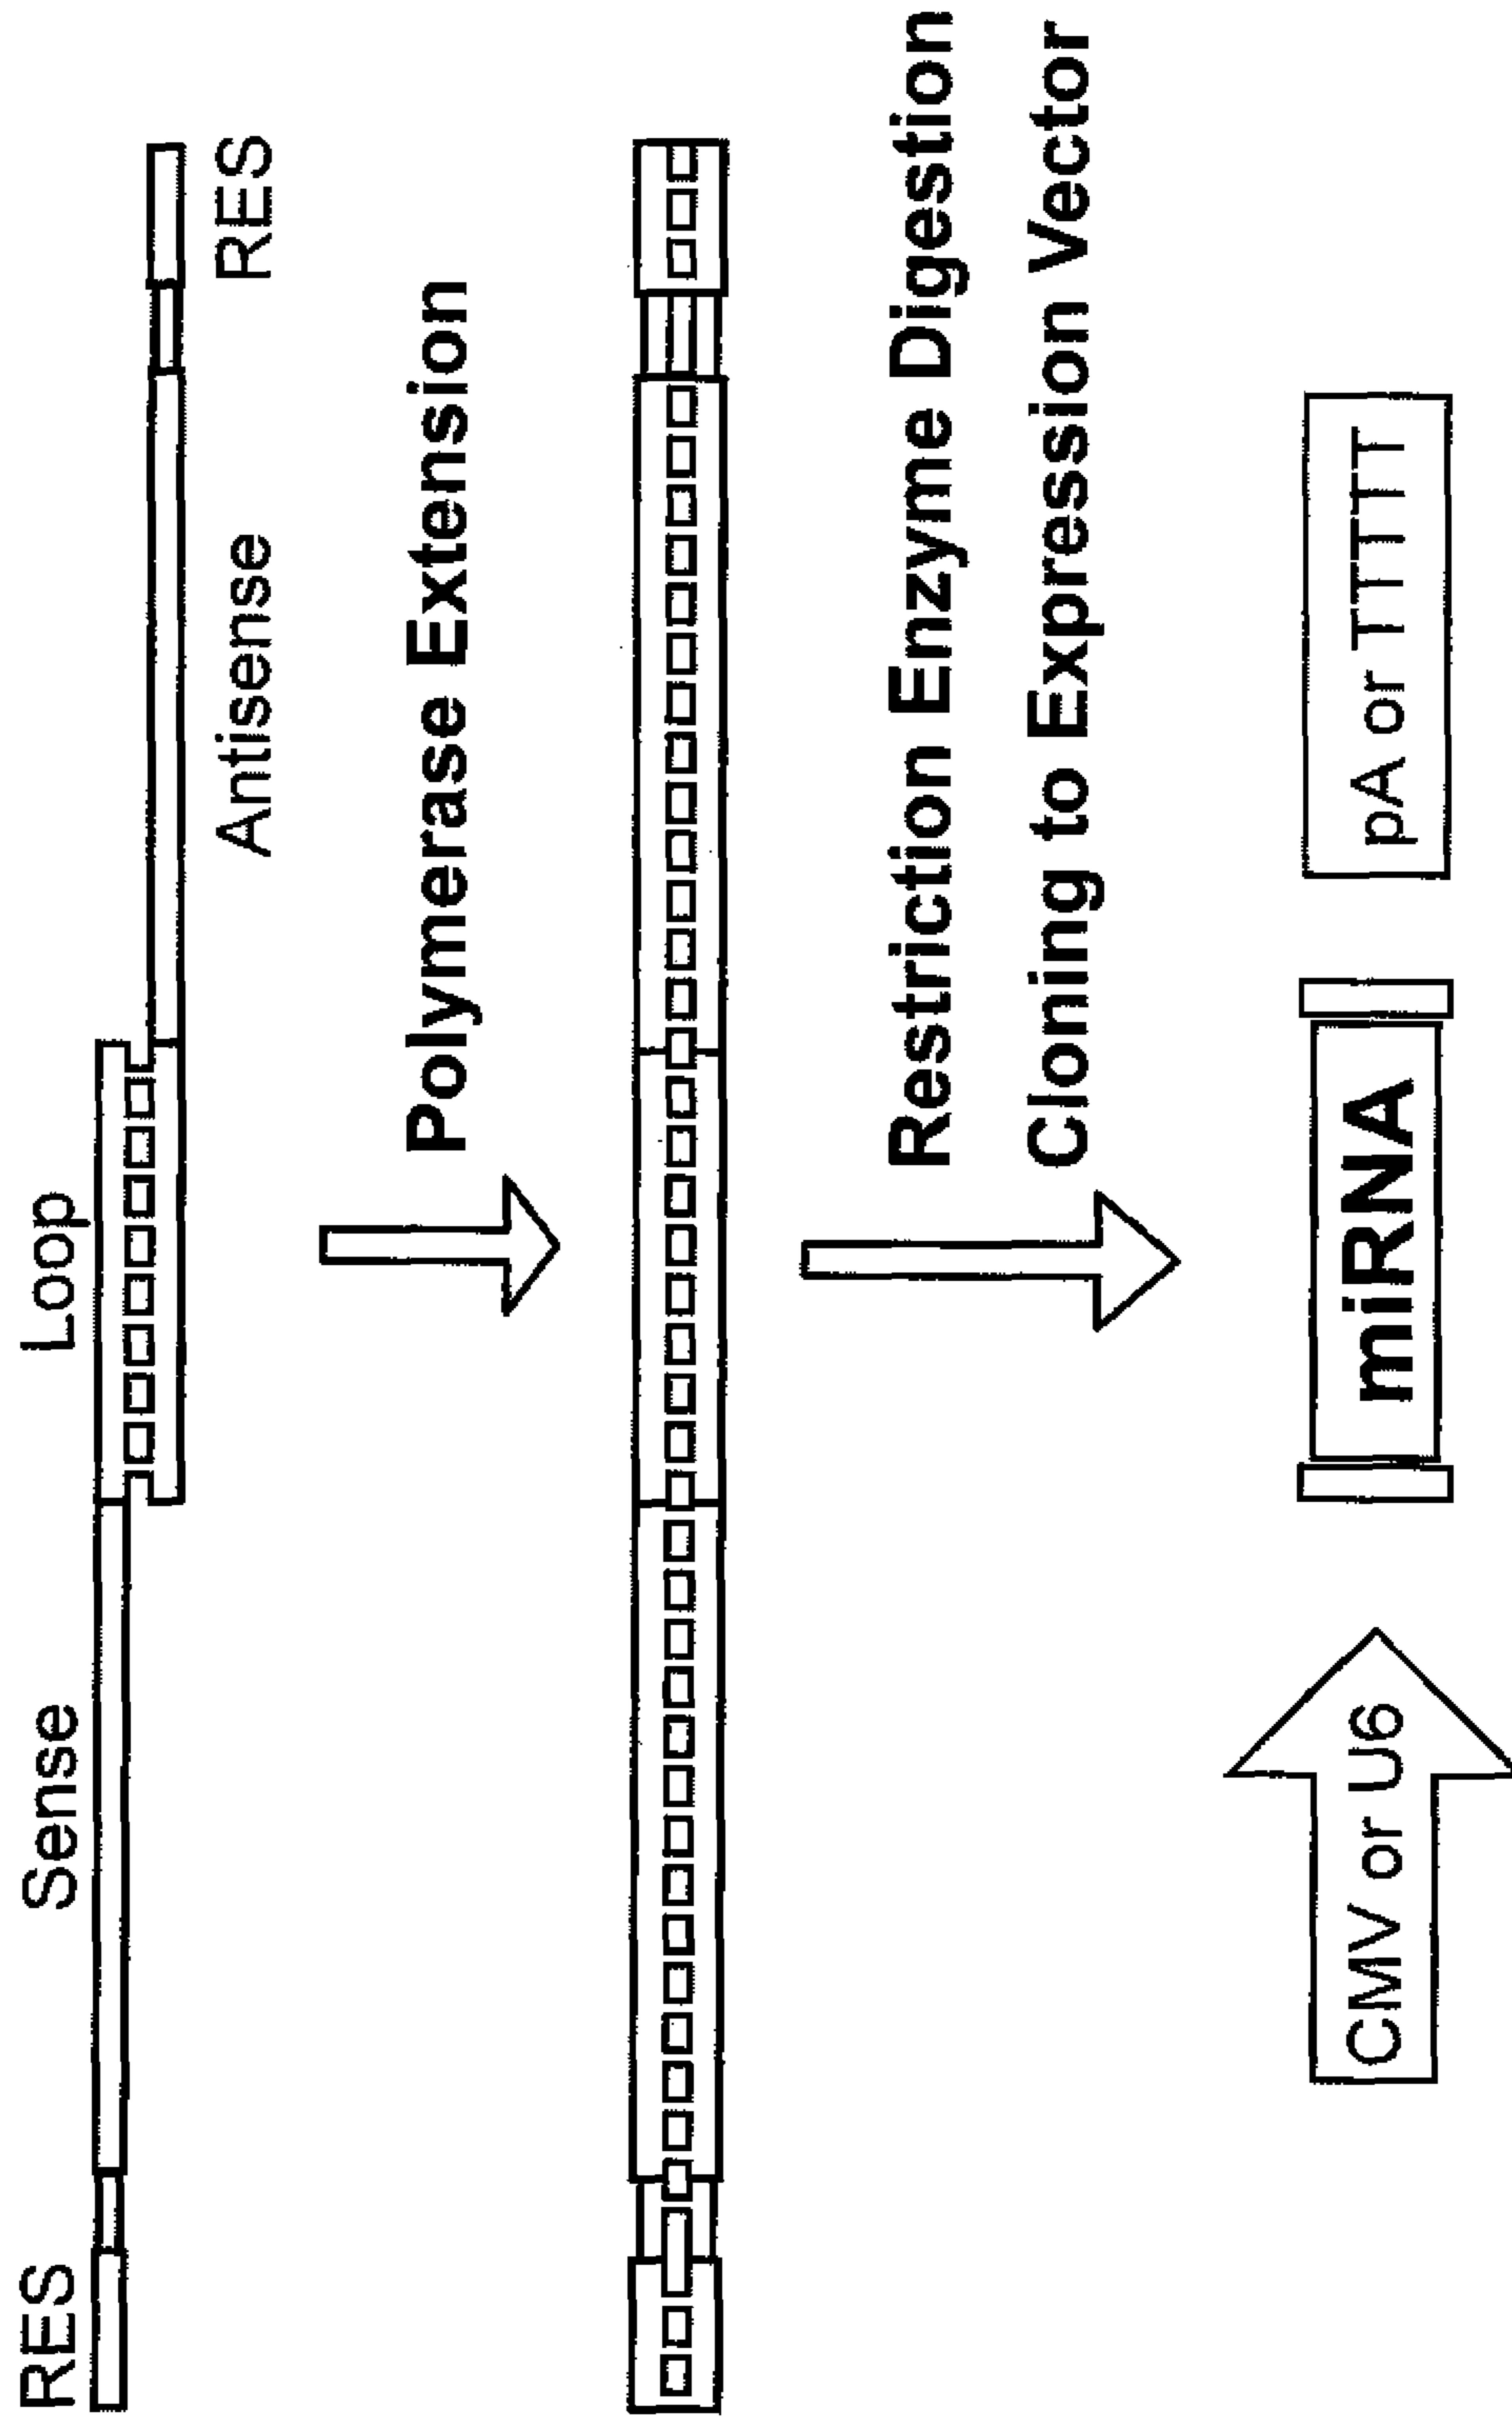 RES
Sense
Loop
Antisense
RES
Polymerase Extension
Restriction Enzyme Digestion
Cloning to Expression Vector
CMV or U6
miRNA
pA or TTTTT